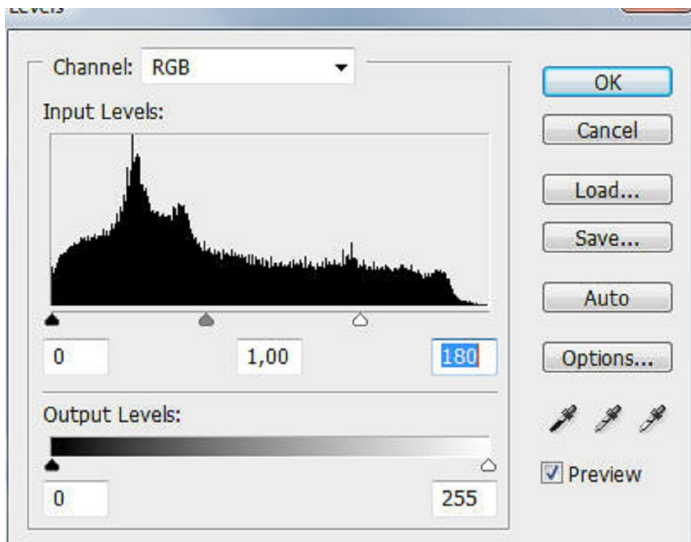 Levels
Channel: RGB
Input Levels:
0 1,00 180
Output Levels:
0 255
OK
Cancel
Load...
Save...
Auto
Options...
Preview